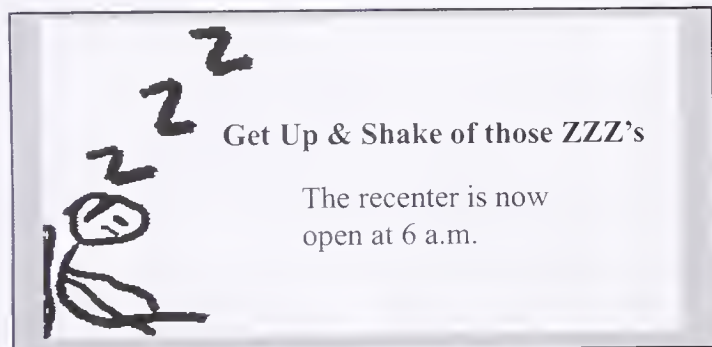 Z
Z
Z
Get Up & Shake of those ZZZ's
The recenter is now
open at 6 a.m.